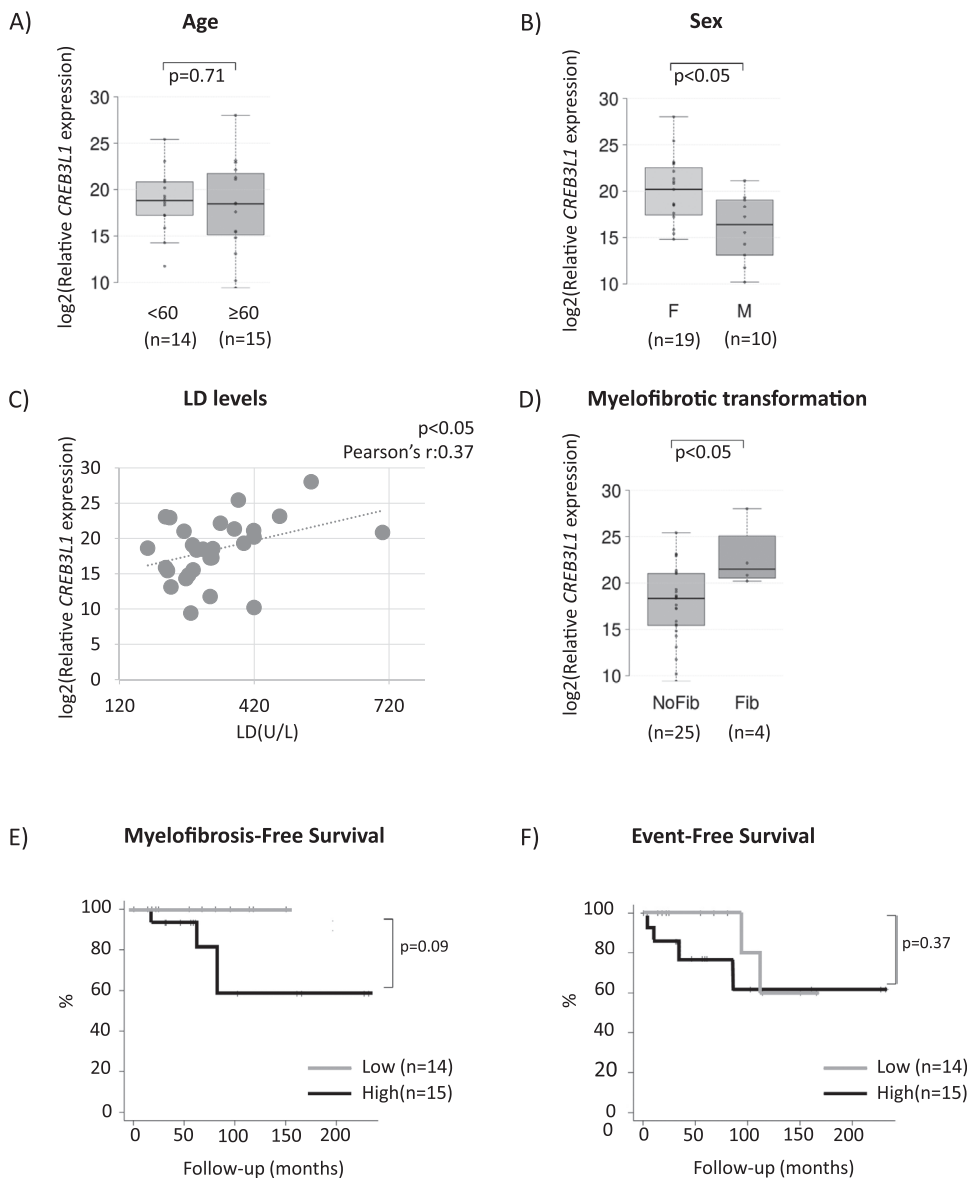 A)
Age
log2(Relative CREB3L1 expression)
p=0.71
30
25
20
15
10
<60
≥60
(n=14)
(n=15)
B)
Sex
log2(Relative CREB3L1 expression)
p<0.05
30
25
20
15
10
F
M
(n=19)
(n=10)
C)
LD levels
p<0.05
Pearson's r:0.37
log2(Relative CREB3L1 expression)
30
25
20
15
10
5
0
120
420
720
LD(U/L)
D)
Myelofibrotic transformation
p<0.05
log2(Relative CREB3L1 expression)
30
25
20
15
10
NoFib
Fib
(n=25)
(n=4)
E)
Myelofibrosis-Free Survival
100
80
60
40
20
0
%
p=0.09
Low (n=14)
High(n=15)
0
50
100
150
200
Follow-up (months)
F)
Event-Free Survival
100
80
60
40
20
0
0
%
p=0.37
Low (n=14)
High(n=15)
0
50
100
150
200
Follow-up (months)